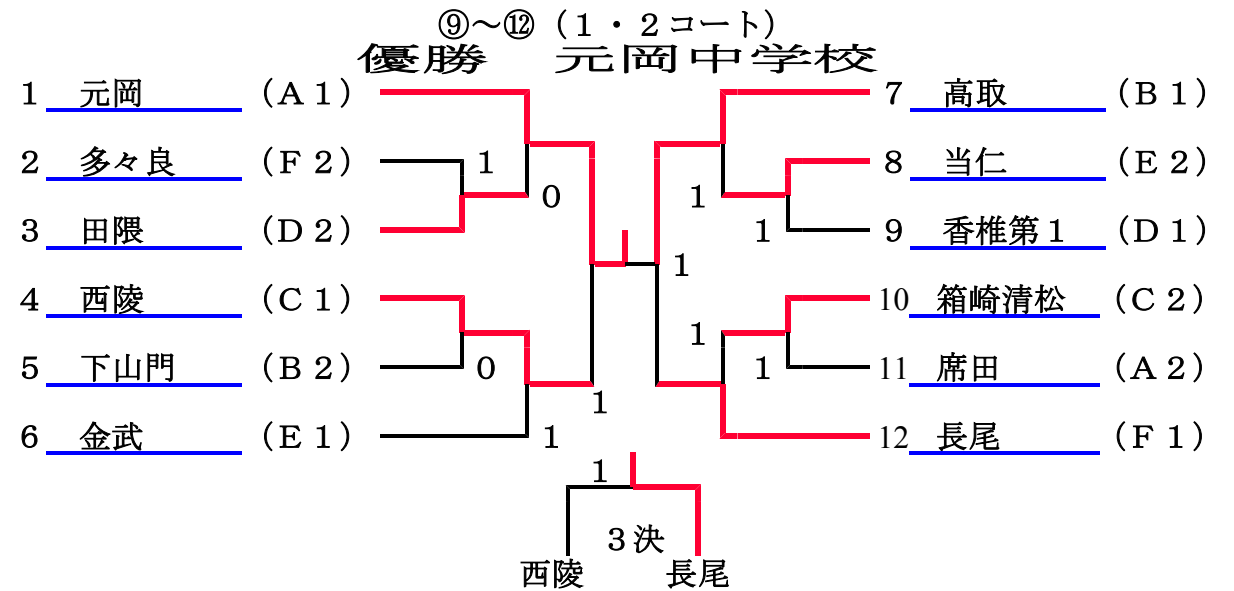 ⑨～⑫（１・２コート）
優勝　元岡中学校
1　元岡　（Ａ１）
2　多々良　（Ｆ２）
3　田隈　（Ｄ２）
4　西陵　（Ｃ１）
5　下山門　（Ｂ２）
6　金武　（Ｅ１）
1
0
0
1
1
7　高取　（Ｂ１）
8　当仁　（Ｅ２）
9　香椎第１　（Ｄ１）
10　箱崎清松　（Ｃ２）
11　席田　（Ａ２）
12　長尾　（Ｆ１）
1
1
1
1
1
1
３決
西陵　長尾